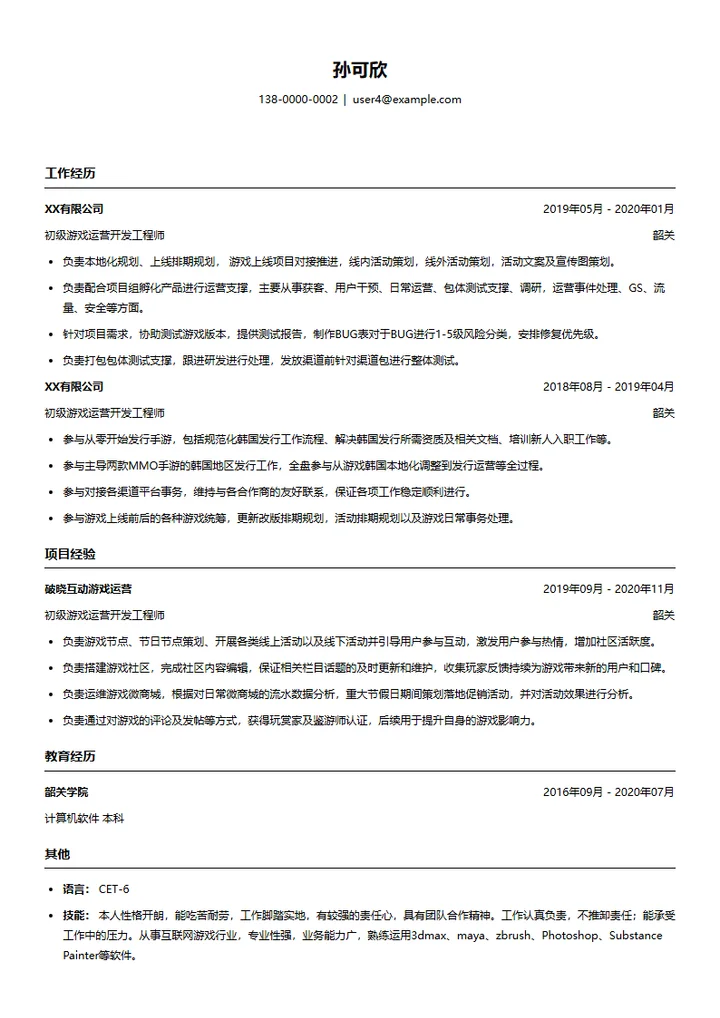 孙可欣
138-0000-0002 | user4@example.com
工作经历
XX有限公司 2019年05月 - 2020年01月
初级游戏运营开发工程师 韶关
• 负责本地化规划、上线排期规划， 游戏上线项目对接推进，线内活动策划，线外活动策划，活动文案及宣传图策划。
• 负责配合项目组孵化产品进行运营支撑，主要从事获客、用户干预、日常运营、包体测试支撑、调研，运营事件处理、GS、流
量、安全等方面。
• 针对项目需求，协助测试游戏版本，提供测试报告，制作BUG表对于BUG进行1-5级风险分类，安排修复优先级。
• 负责打包包体测试支撑，跟进研发进行处理，发放渠道前针对渠道包进行整体测试。
XX有限公司 2018年08月 - 2019年04月
初级游戏运营开发工程师 韶关
• 参与从零开始发行手游，包括规范化韩国发行工作流程、解决韩国发行所需资质及相关文档、培训新人入职工作等。
• 参与主导两款MMO手游的韩国地区发行工作，全盘参与从游戏韩国本地化调整到发行运营等全过程。
• 参与对接各渠道平台事务，维持与各合作商的友好联系，保证各项工作稳定顺利进行。
• 参与游戏上线前后的各种游戏统筹，更新改版排期规划，活动排期规划以及游戏日常事务处理。
项目经验
破晓互动游戏运营 2019年09月 - 2020年11月
初级游戏运营开发工程师 韶关
• 负责游戏节点、节日节点策划、开展各类线上活动以及线下活动并引导用户参与互动，激发用户参与热情，增加社区活跃度。
• 负责搭建游戏社区，完成社区内容编辑，保证相关栏目话题的及时更新和维护，收集玩家反馈持续为游戏带来新的用户和口碑。
• 负责运维游戏微商城，根据对日常微商城的流水数据分析，重大节假日期间策划落地促销活动，并对活动效果进行分析。
• 负责通过对游戏的评论及发帖等方式，获得玩赏家及鉴游师认证，后续用于提升自身的游戏影响力。
教育经历
韶关学院 2016年09月 - 2020年07月
计算机软件 本科
其他
• 语言： CET-6
• 技能： 本人性格开朗，能吃苦耐劳，工作脚踏实地，有较强的责任心，具有团队合作精神。工作认真负责，不推卸责任；能承受
工作中的压力。从事互联网游戏行业，专业性强，业务能力广，熟练运用3dmax、maya、zbrush、Photoshop、Substance
Painter等软件。